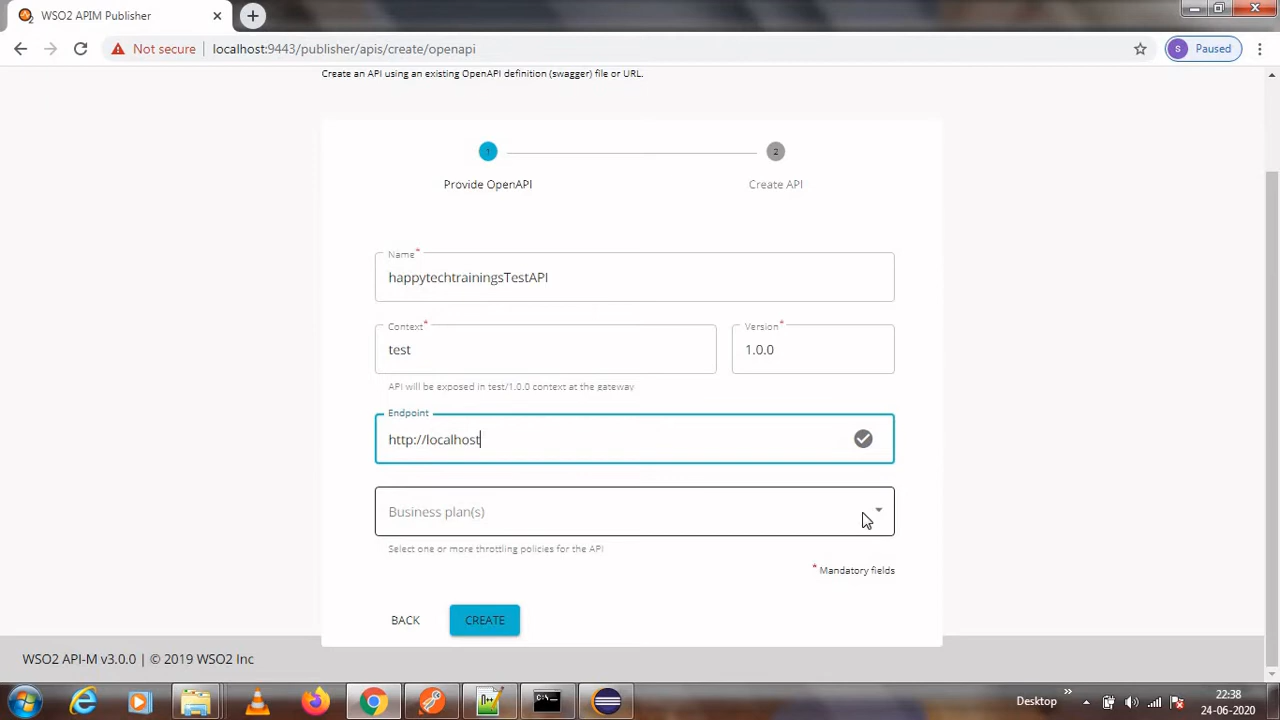 WSO2 APIM Publisher
Not secure
localhost:9443/publisher/apis/create/openapi
S
Paused
Create an API using an existing OpenAPI definition (swagger) file or URL.
1
2
Provide OpenAPI
Create API
Name*
happytechtrainingsTestAPI
Context*
Version*
test
1.0.0
API will be exposed in test/1.0.0 context at the gateway
Endpoint
http://localhost
Business plan(s)
Select one or more throttling policies for the API
* Mandatory fields
BACK
CREATE
WSO2 API-M v3.0.0 | © 2019 WSO2 Inc
Desktop
22:38
24-06-2020